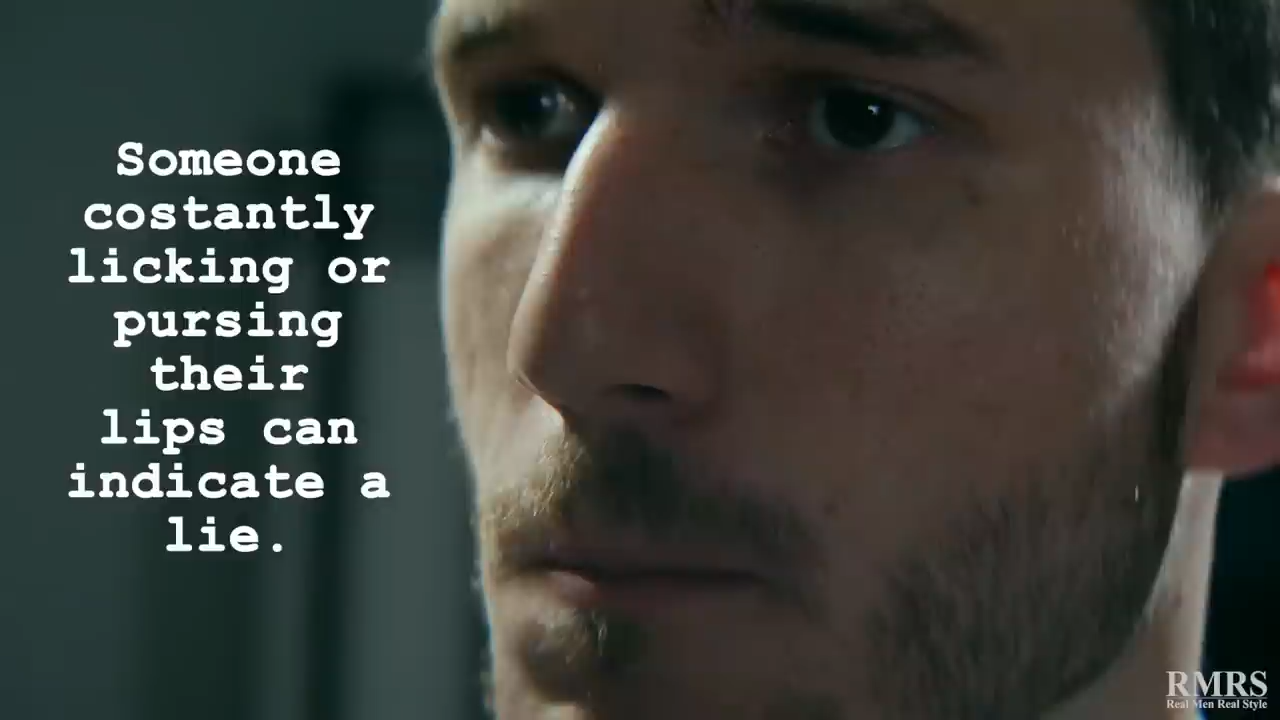 Someone
costantly
licking or
pursing
their
lips can
indicate a
lie.
RMRS
Real Men Real Style